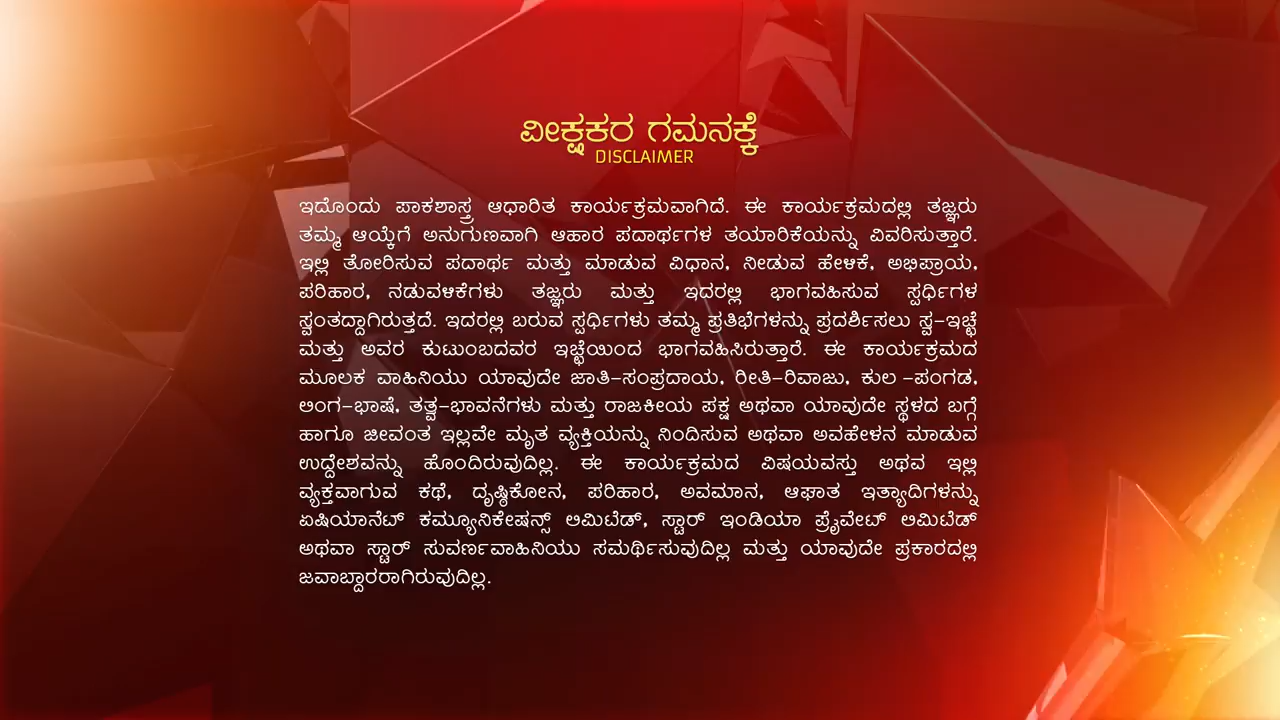 ವೀಕ್ಷಕರ ಗಮನಕ್ಕೆ
DISCLAIMER
ಇದೊಂದು ಪಾಕಶಾಸ್ತ್ರ ಆಧಾರಿತ ಕಾರ್ಯಕ್ರಮವಾಗಿದೆ. ಈ ಕಾರ್ಯಕ್ರಮದಲ್ಲಿ ತಜ್ಞರು
ತಮ್ಮ ಆಯ್ಕೆಗೆ ಅನುಗುಣವಾಗಿ ಆಹಾರ ಪದಾರ್ಥಗಳ ತಯಾರಿಕೆಯನ್ನು ವಿವರಿಸುತ್ತಾರೆ.
ಇಲ್ಲಿ ತೋರಿಸುವ ಪದಾರ್ಥ ಮತ್ತು ಮಾಡುವ ವಿಧಾನ, ನೀಡುವ ಹೇಳಿಕೆ, ಅಭಿಪ್ರಾಯ,
ಪರಿಹಾರ, ನಡುವಳಿಕೆಗಳು ತಜ್ಞರು ಮತ್ತು ಇದರಲ್ಲಿ ಭಾಗವಹಿಸುವ ಸ್ಪರ್ಧಿಗಳ
ಸ್ವಂತದ್ದಾಗಿರುತ್ತದೆ. ಇದರಲ್ಲಿ ಬರುವ ಸ್ಪರ್ಧಿಗಳು ತಮ್ಮ ಪ್ರತಿಭೆಗಳನ್ನು ಪ್ರದರ್ಶಿಸಲು ಸ್ವ-ಇಚ್ಛೆ
ಮತ್ತು ಅವರ ಕುಟುಂಬದವರ ಇಚ್ಛೆಯಿಂದ ಭಾಗವಹಿಸಿರುತ್ತಾರೆ. ಈ ಕಾರ್ಯಕ್ರಮದ
ಮೂಲಕ ವಾಹಿನಿಯು ಯಾವುದೇ ಜಾತಿ-ಸಂಪ್ರದಾಯ, ರೀತಿ-ರಿವಾಜು, ಕುಲ -ಪಂಗಡ,
ಲಿಂಗ-ಭಾಷೆ, ತತ್ವ-ಭಾವನೆಗಳು ಮತ್ತು ರಾಜಕೀಯ ಪಕ್ಷ ಅಥವಾ ಯಾವುದೇ ಸ್ಥಳದ ಬಗ್ಗೆ
ಹಾಗೂ ಜೀವಂತ ಇಲ್ಲವೇ ಮೃತ ವ್ಯಕ್ತಿಯನ್ನು ನಿಂದಿಸುವ ಅಥವಾ ಅವಹೇಳನ ಮಾಡುವ
ಉದ್ದೇಶವನ್ನು ಹೊಂದಿರುವುದಿಲ್ಲ. ಈ ಕಾರ್ಯಕ್ರಮದ ವಿಷಯವಸ್ತು ಅಥವ ಇಲ್ಲಿ
ವ್ಯಕ್ತವಾಗುವ ಕಥೆ, ದೃಷ್ಠಿಕೋನ, ಪರಿಹಾರ, ಅವಮಾನ, ಆಘಾತ ಇತ್ಯಾದಿಗಳನ್ನು
ಏಷಿಯಾನೆಟ್ ಕಮ್ಯೂನಿಕೇಷನ್ಸ್ ಲಿಮಿಟೆಡ್, ಸ್ಟಾರ್ ಇಂಡಿಯಾ ಪ್ರೈವೇಟ್ ಲಿಮಿಟೆಡ್
ಅಥವಾ ಸ್ಟಾರ್ ಸುವರ್ಣವಾಹಿನಿಯು ಸಮರ್ಥಿಸುವುದಿಲ್ಲ ಮತ್ತು ಯಾವುದೇ ಪ್ರಕಾರದಲ್ಲಿ
ಜವಾಬ್ದಾರರಾಗಿರುವುದಿಲ್ಲ.